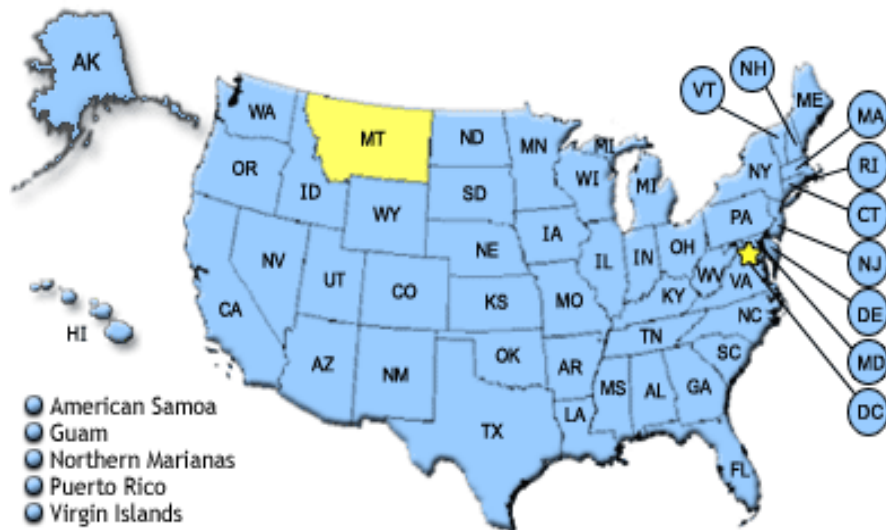 AK
NH
VT
ME
WA
MT
ND
MN
MI
MA
OR
ID
SD
WI
MI
NY
RI
WY
CT
IA
PA
NE
NV
UT
CO
IL
IN
OH
WV
VA
NJ
CA
KS
MO
KY
DE
HI
NC
TN
AZ
NM
OK
AR
SC
MD
MS
AL
GA
DC
American Samoa
LA
TX
Guam
Northern Marianas
FL
Puerto Rico
Virgin Islands